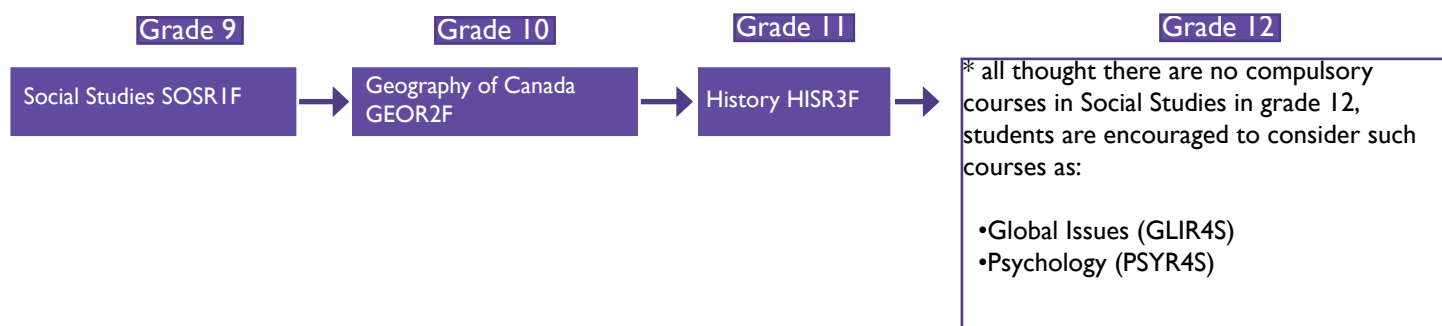 Grade 9
Grade 10
Grade 11
Grade 12
Social Studies SOSR1F
Geography of Canada
GEOR2F
History HISR3F
* all thought there are no compulsory
courses in Social Studies in grade 12,
students are encouraged to consider such
courses as:
•Global Issues (GLIR4S)
•Psychology (PSYR4S)